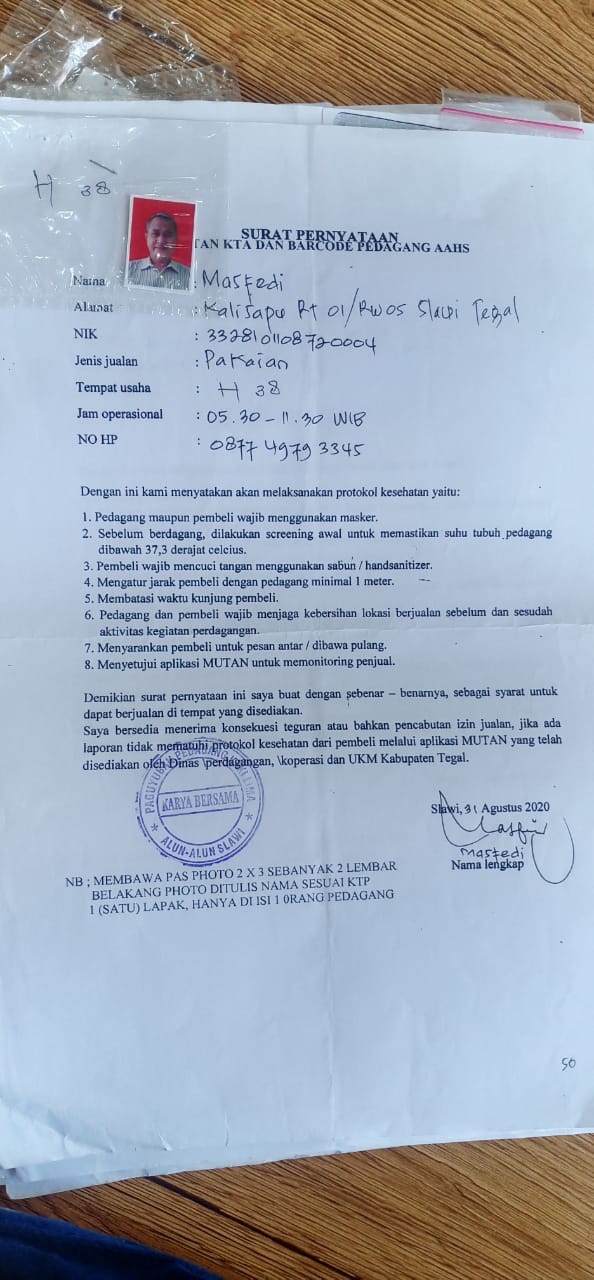 H 38
SURAT PERNYATAAN
TAN KTA DAN BARCODE PEDAGANG AAHS
Nama : Masfedi
Alamat : Kalisapu Rt 01/RW05 Slawi Tegal
NIK : 3328101108720004
Jenis jualan : Pakaian
Tempat usaha : H 38
Jam operasional : 05.30 - 11.30 WIB
NO HP : 0877 4979 3345
Dengan ini kami menyatakan akan melaksanakan protokol kesehatan yaitu:
1. Pedagang maupun pembeli wajib menggunakan masker.
2. Sebelum berdagang, dilakukan screening awal untuk memastikan suhu tubuh pedagang
dibawah 37,3 derajat celcius.
3. Pembeli wajib mencuci tangan menggunakan sabun / handsanitizer.
4. Mengatur jarak pembeli dengan pedagang minimal 1 meter.
5. Membatasi waktu kunjung pembeli.
6. Pedagang dan pembeli wajib menjaga kebersihan lokasi berjualan sebelum dan sesudah
aktivitas kegiatan perdagangan.
7. Menyarankan pembeli untuk pesan antar / dibawa pulang.
8. Menyetujui aplikasi MUTAN untuk memonitoring penjual.
Demikian surat pernyataan ini saya buat dengan sebenar – benarnya, sebagai syarat untuk
dapat berjualan di tempat yang disediakan.
Saya bersedia menerima konsekuesi teguran atau bahkan pencabutan izin jualan, jika ada
laporan tidak mematuhi protokol kesehatan dari pembeli melalui aplikasi MUTAN yang telah
disediakan oleh Dinas \perdagangan, \koperasi dan UKM Kabupaten Tegal.
PAGUYUBAN PEDAGANG KAKI LIMA
KARYA BERSAMA
* ALUN-ALUN SLAWI *
Slawi, 31 Agustus 2020
Masfedi
Nama lengkap
NB ; MEMBAWA PAS PHOTO 2 X 3 SEBANYAK 2 LEMBAR
BELAKANG PHOTO DITULIS NAMA SESUAI KTP
1 (SATU) LAPAK, HANYA DI ISI 1 0RANG PEDAGANG
50